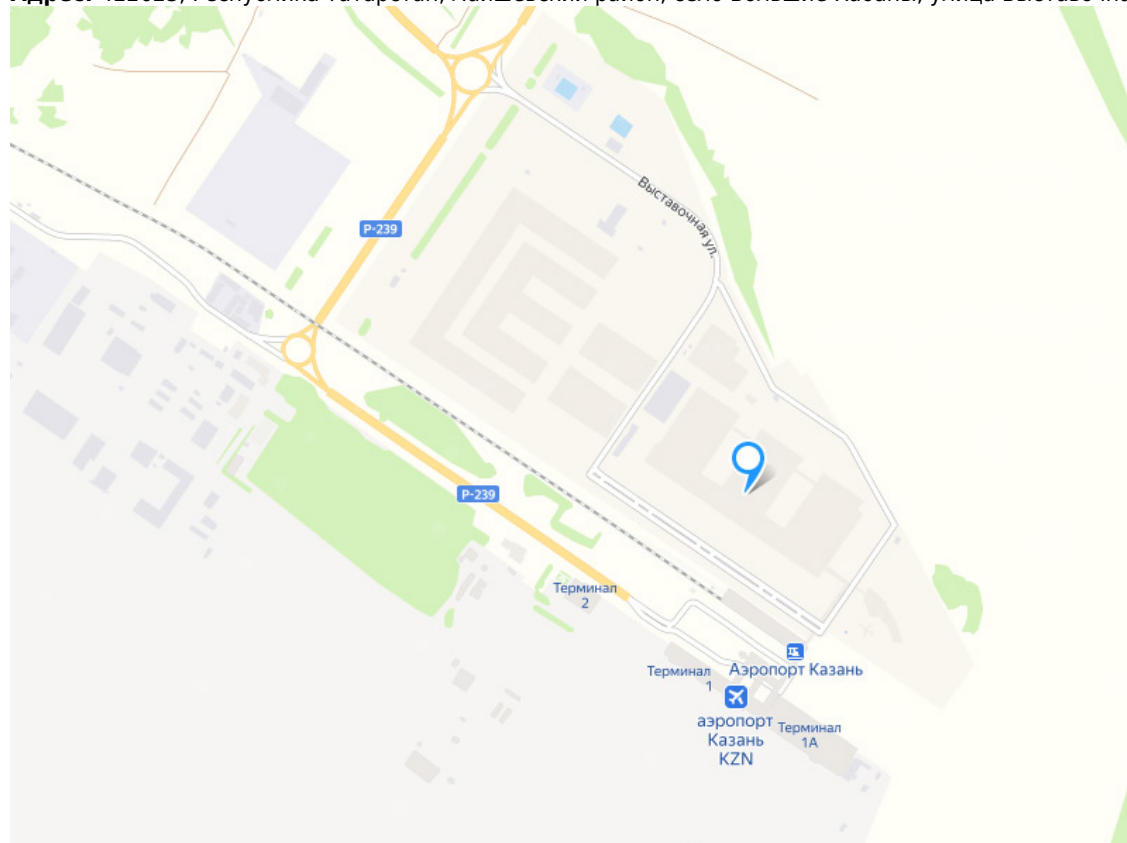 Выставочная ул.
Р-239
Р-239
Терминал
2
Аэропорт Казань
Терминал
1
аэропорт
Казань
KZN
Терминал
1А